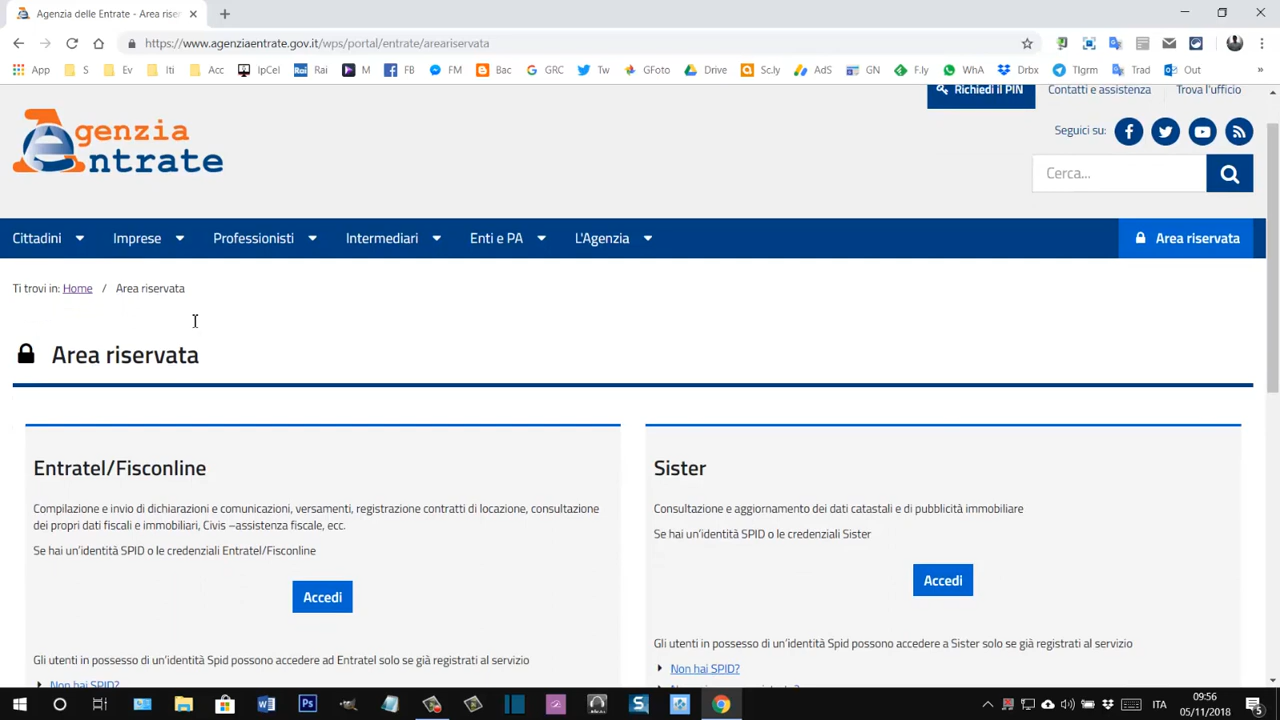 Agenzia delle Entrate - Area riser
https://www.agenziaentrate.gov.it/wps/portal/entrate/areariservata
App S Ev Iti Acc IpCel Rai M FB FM Bac GRC Tw GFoto Drive Sc.ly AdS GN F.ly WhA Drbx Tlgrm Trad Out »
Richiedi il PIN Contatti e assistenza Trova l'ufficio
Agenzia Entrate
Seguici su:
Cerca...
Cittadini Imprese Professionisti Intermediari Enti e PA L'Agenzia Area riservata
Ti trovi in: Home / Area riservata
Area riservata
Entratel/Fisconline
Compilazione e invio di dichiarazioni e comunicazioni, versamenti, registrazione contratti di locazione, consultazione
dei propri dati fiscali e immobiliari, Civis –assistenza fiscale, ecc.
Se hai un'identità SPID o le credenziali Entratel/Fisconline
Accedi
Gli utenti in possesso di un'identità Spid possono accedere ad Entratel solo se già registrati al servizio
Non hai SPID?
Sister
Consultazione e aggiornamento dei dati catastali e di pubblicità immobiliare
Se hai un'identità SPID o le credenziali Sister
Accedi
Gli utenti in possesso di un'identità Spid possono accedere a Sister solo se già registrati al servizio
Non hai SPID?
ITA
09:56
05/11/2018
5